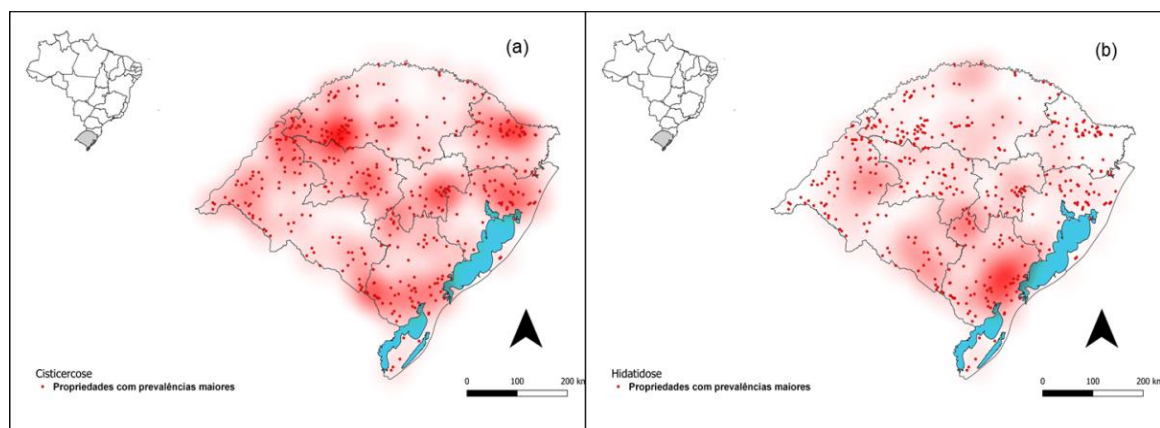 (a)
Cisticercose
Propriedades com prevalências maiores
0 100 200 km
(b)
Hidatidose
Propriedades com prevalências maiores
0 100 200 km